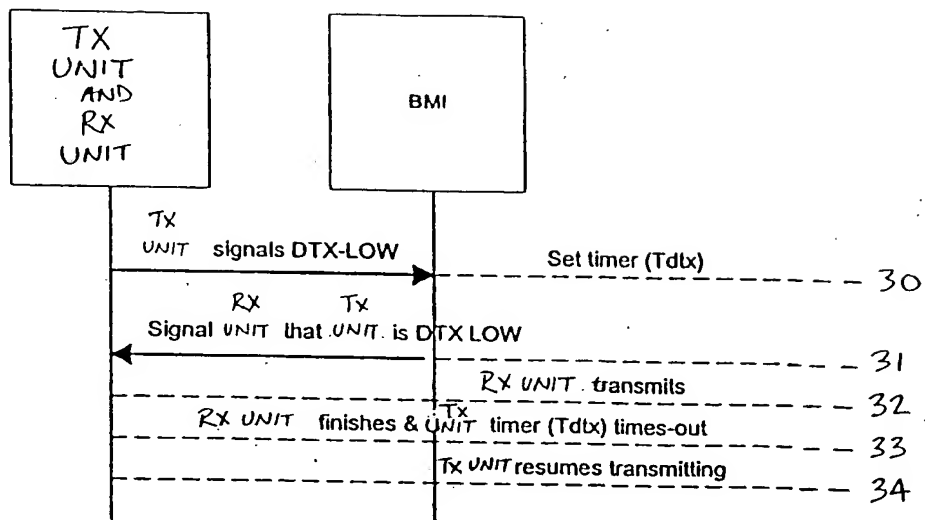 TX
UNIT
AND
RX
UNIT
BMI
TX
UNIT signals DTX-LOW
Set timer (Tdtx)
30
RX TX
Signal UNIT that UNIT is DTX LOW
31
RX UNIT transmits
32
RX UNIT finishes & TX UNIT timer (Tdtx) times-out
33
TX UNIT resumes transmitting
34